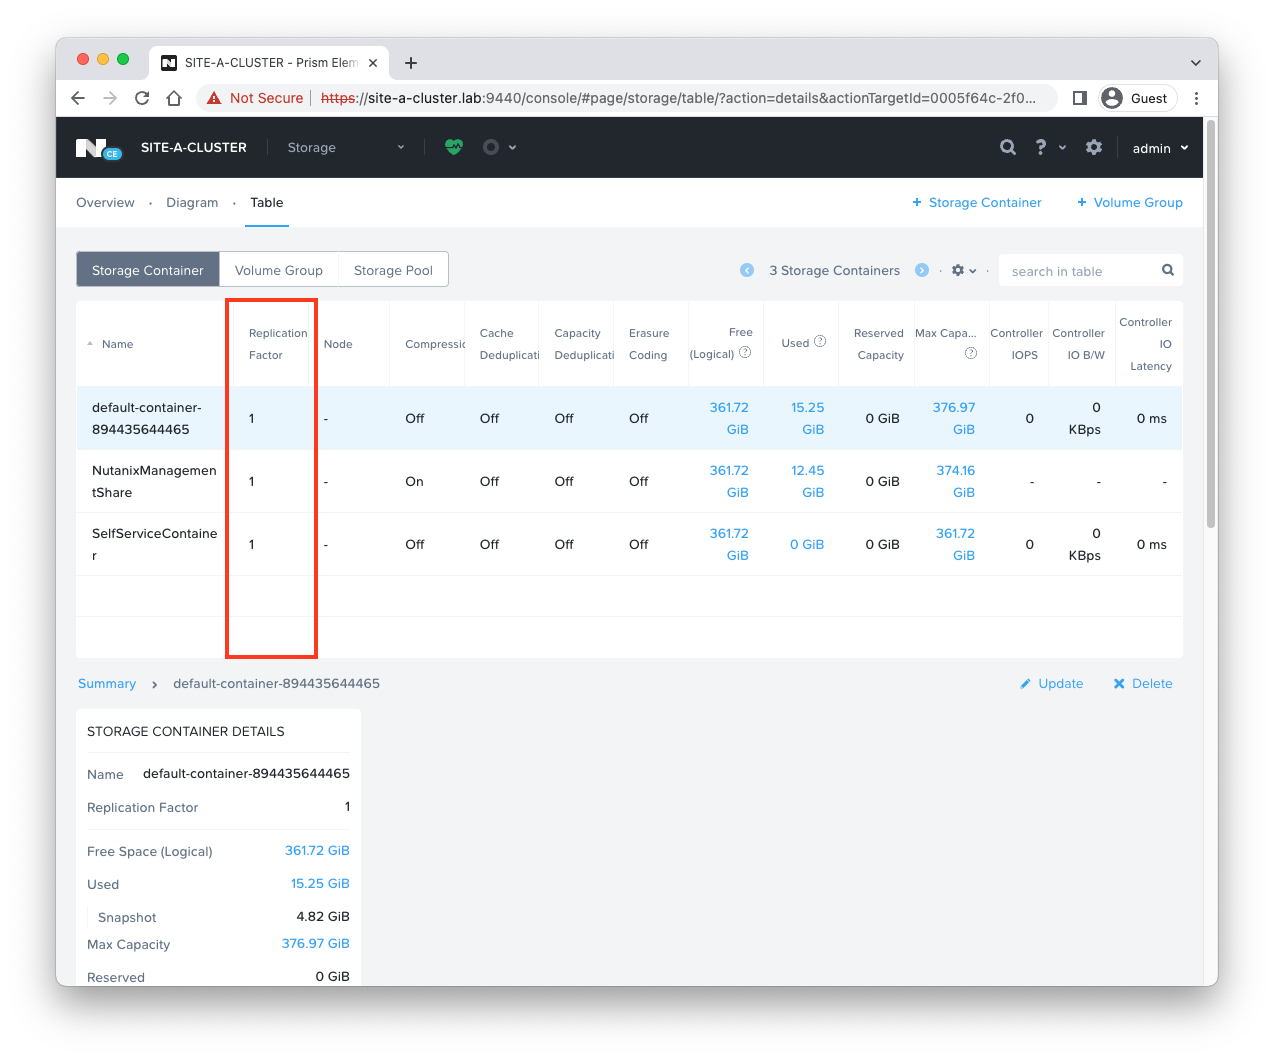 SITE-A-CLUSTER - Prism Elem
Not Secure
https://site-a-cluster.lab:9440/console/#page/storage/table/?action=details&actionTargetId=0005f64c-2f0...
Guest
N CE SITE-A-CLUSTER Storage
? admin
Overview · Diagram · Table
+ Storage Container + Volume Group
Storage Container Volume Group Storage Pool
3 Storage Containers · · search in table
Name
Replication
Factor
Node
Compressio
Cache
Deduplicati
Capacity
Deduplicati
Erasure
Coding
Free
(Logical) ?
Used ?
Reserved
Capacity
Max Capa...
?
Controller
IOPS
Controller
IO B/W
Controller
IO
Latency
default-container-
894435644465
1 - Off Off Off Off
361.72
GiB
15.25
GiB
0 GiB
376.97
GiB
0
0
KBps
0 ms
NutanixManagemen
tShare
1 - On Off Off Off
361.72
GiB
12.45
GiB
0 GiB
374.16
GiB
- - -
SelfServiceContaine
r
1 - Off Off Off Off
361.72
GiB
0 GiB 0 GiB
361.72
GiB
0
0
KBps
0 ms
Summary > default-container-894435644465
Update Delete
STORAGE CONTAINER DETAILS
Name default-container-894435644465
Replication Factor 1
Free Space (Logical) 361.72 GiB
Used 15.25 GiB
Snapshot 4.82 GiB
Max Capacity 376.97 GiB
Reserved 0 GiB